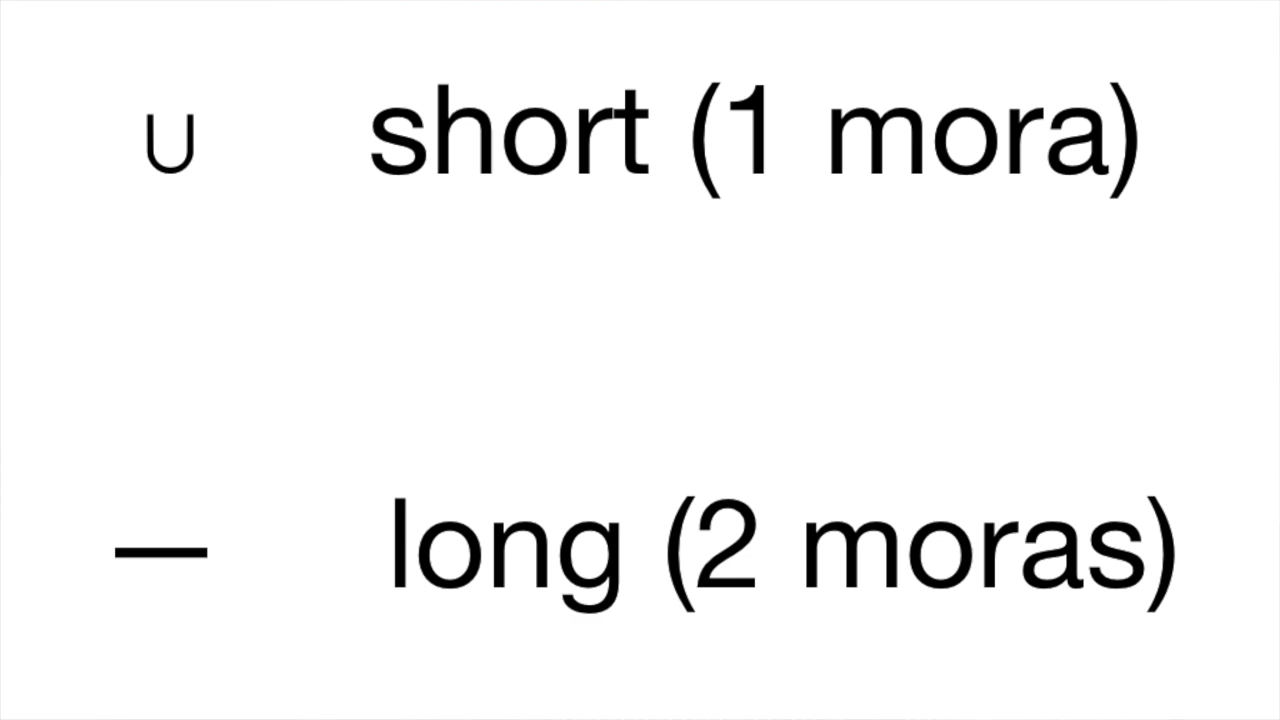 ∪ short (1 mora)
— long (2 moras)